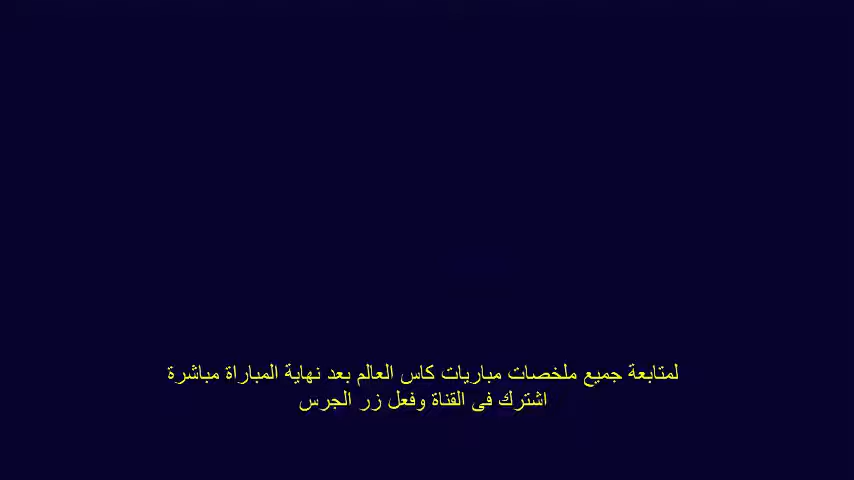 لمتابعة جميع ملخصات مباريات كاس العالم بعد نهاية المباراة مباشرة
اشترك فى القناة وفعل زر الجرس